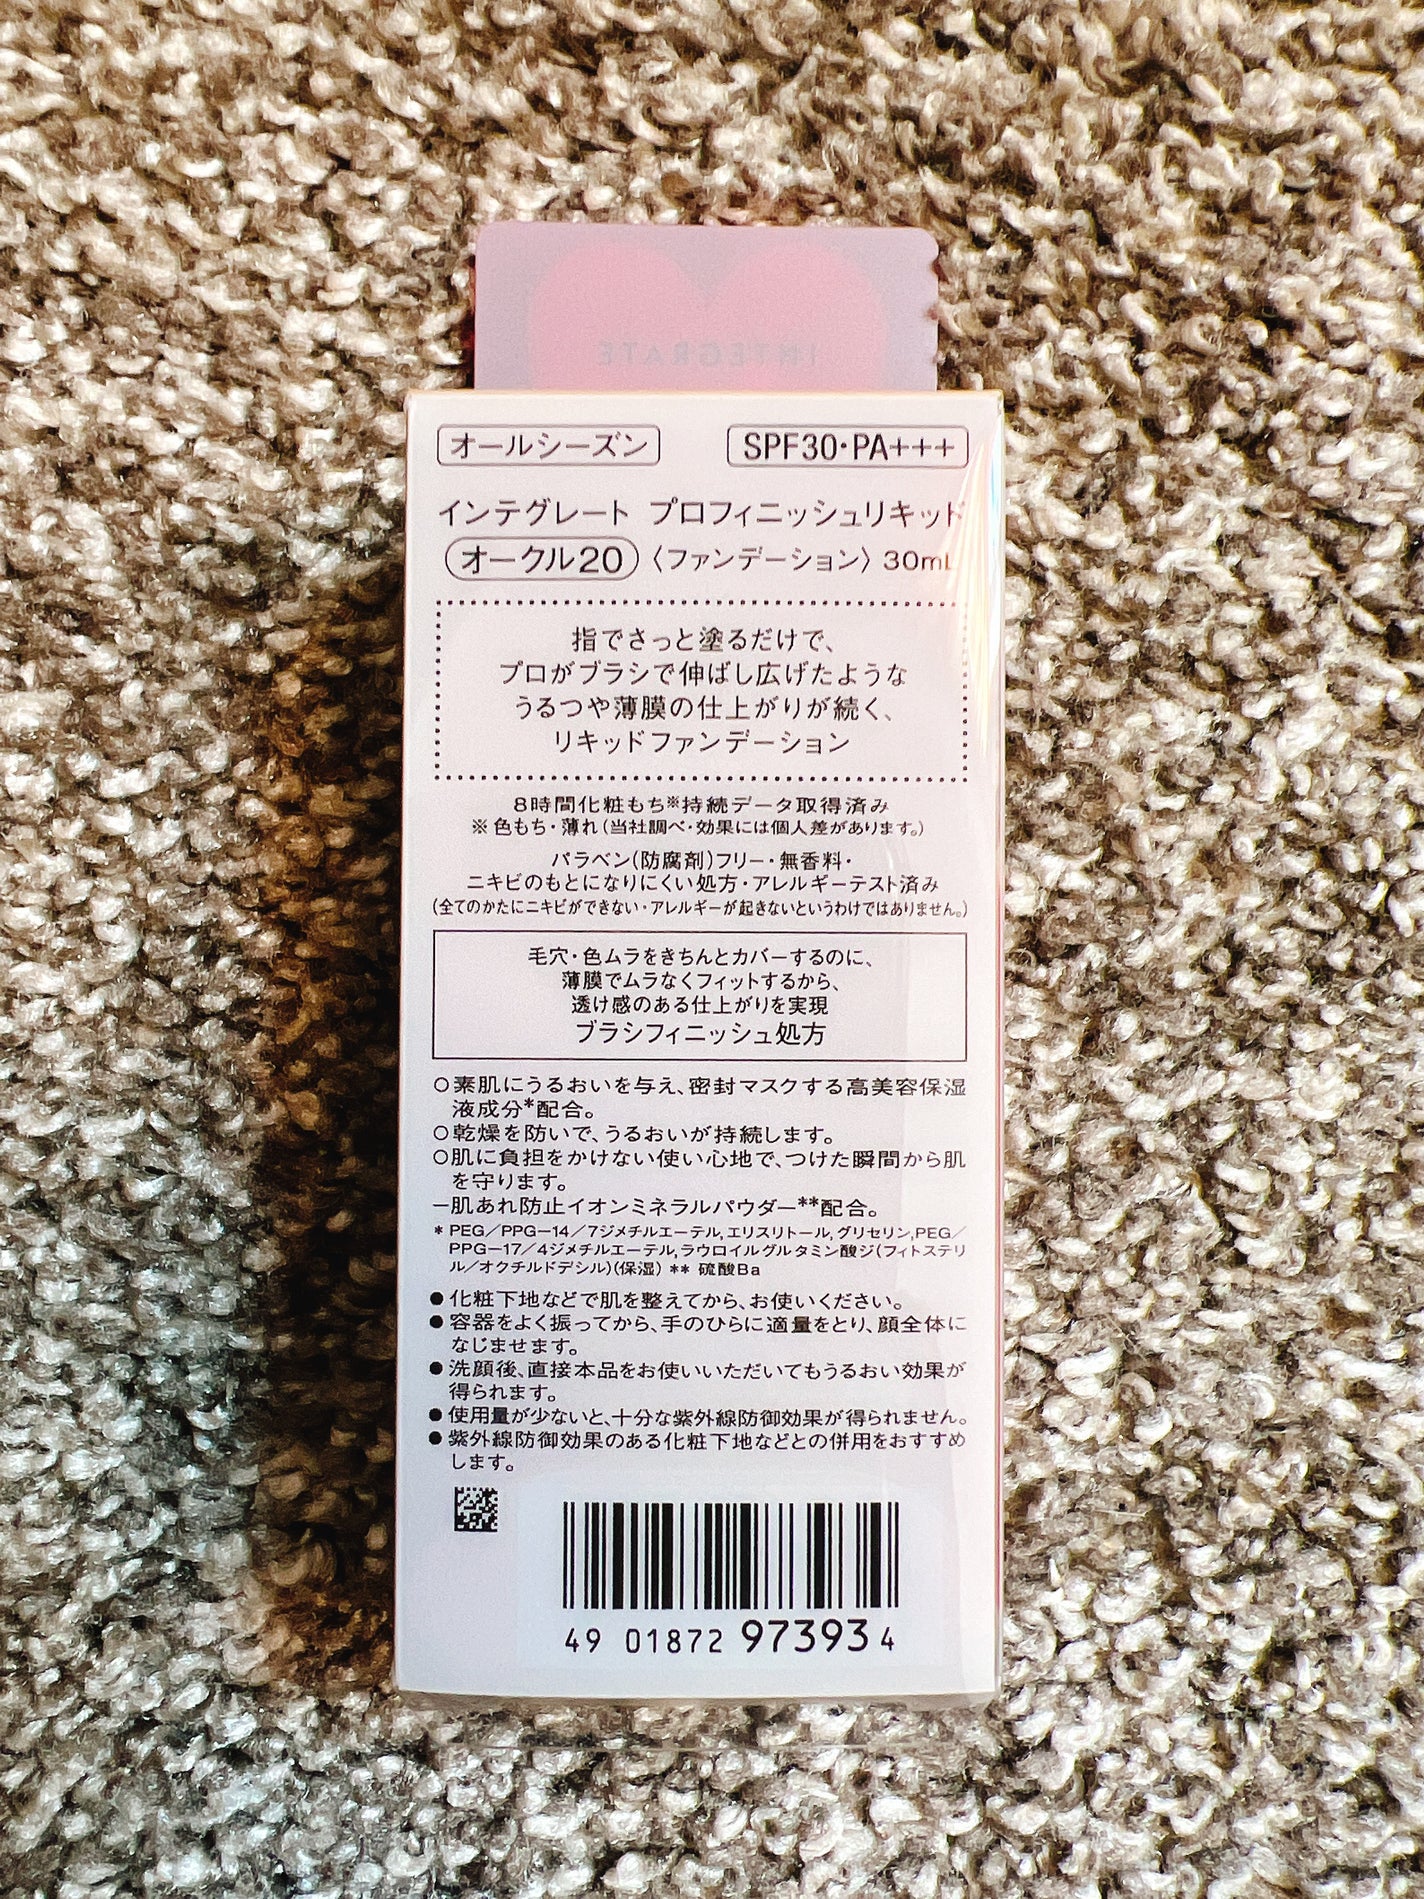 INTEGRATE
オールシーズン SPF30・PA+++
インテグレート プロフィニッシュリキッド
オークル20 〈ファンデーション〉 30mL
指でさっと塗るだけで、
プロがブラシで伸ばし広げたような
うるつや薄膜の仕上がりが続く、
リキッドファンデーション
8時間化粧もち※持続データ取得済み
※ 色もち・薄れ(当社調べ・効果には個人差があります。)
パラベン(防腐剤)フリー・無香料・
ニキビのもとになりにくい処方・アレルギーテスト済み
(全てのかたにニキビができない・アレルギーが起きないというわけではありません。)
毛穴・色ムラをきちんとカバーするのに、
薄膜でムラなくフィットするから、
透け感のある仕上がりを実現
ブラシフィニッシュ処方
○素肌にうるおいを与え、密封マスクする高美容保湿
液成分*配合。
○乾燥を防いで、うるおいが持続します。
○肌に負担をかけない使い心地で、つけた瞬間から肌
を守ります。
−肌あれ防止イオンミネラルパウダー**配合。
* PEG/PPG−14/7ジメチルエーテル,エリスリトール,グリセリン,PEG/
PPG−17/4ジメチルエーテル,ラウロイルグルタミン酸ジ(フィトステリ
ル/オクチルドデシル)(保湿) ** 硫酸Ba
● 化粧下地などで肌を整えてから、お使いください。
● 容器をよく振ってから、手のひらに適量をとり、顔全体に
なじませます。
● 洗顔後、直接本品をお使いいただいてもうるおい効果が
得られます。
● 使用量が少ないと、十分な紫外線防御効果が得られません。
● 紫外線防御効果のある化粧下地などとの併用をおすすめ
します。
49 01872 97393 4